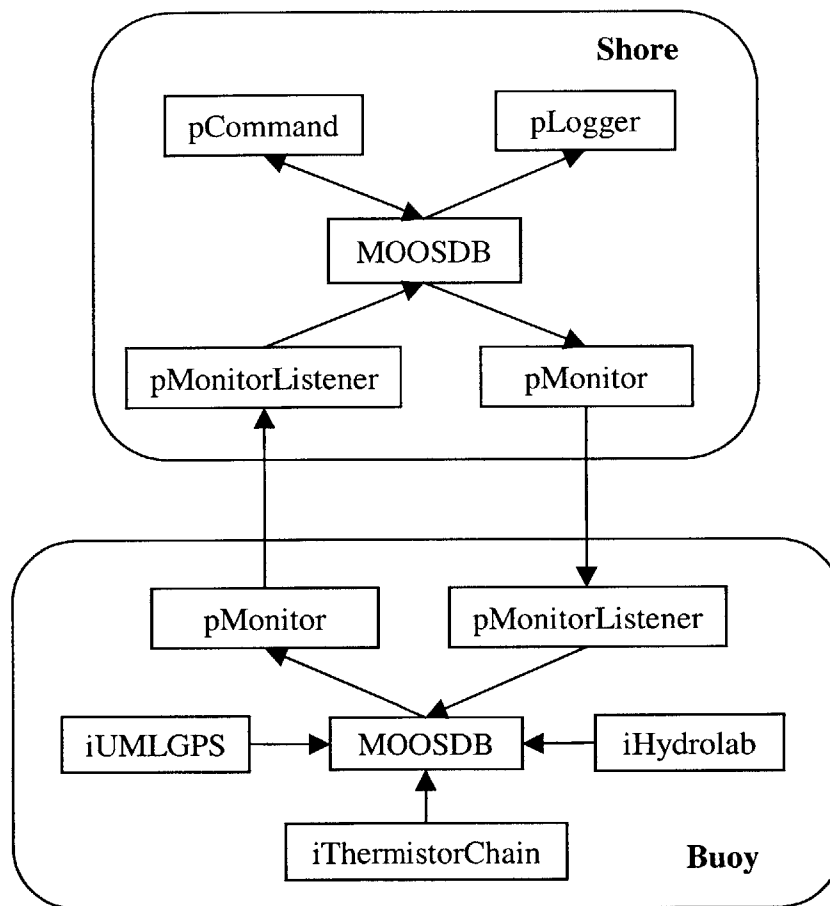 Shore
pCommand
pLogger
MOOSDB
pMonitorListener
pMonitor
pMonitor
pMonitorListener
iUMLGPS
MOOSDB
iHydrolab
iThermistorChain
Buoy